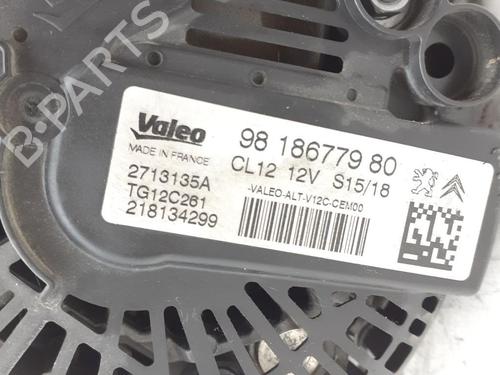 B-PARTS
Valeo
MADE IN FRANCE
98 186779 80
CL12 12V S15/18
2713135A
TG12C261
218134299
-VALEO-ALT-V12C-CEM00